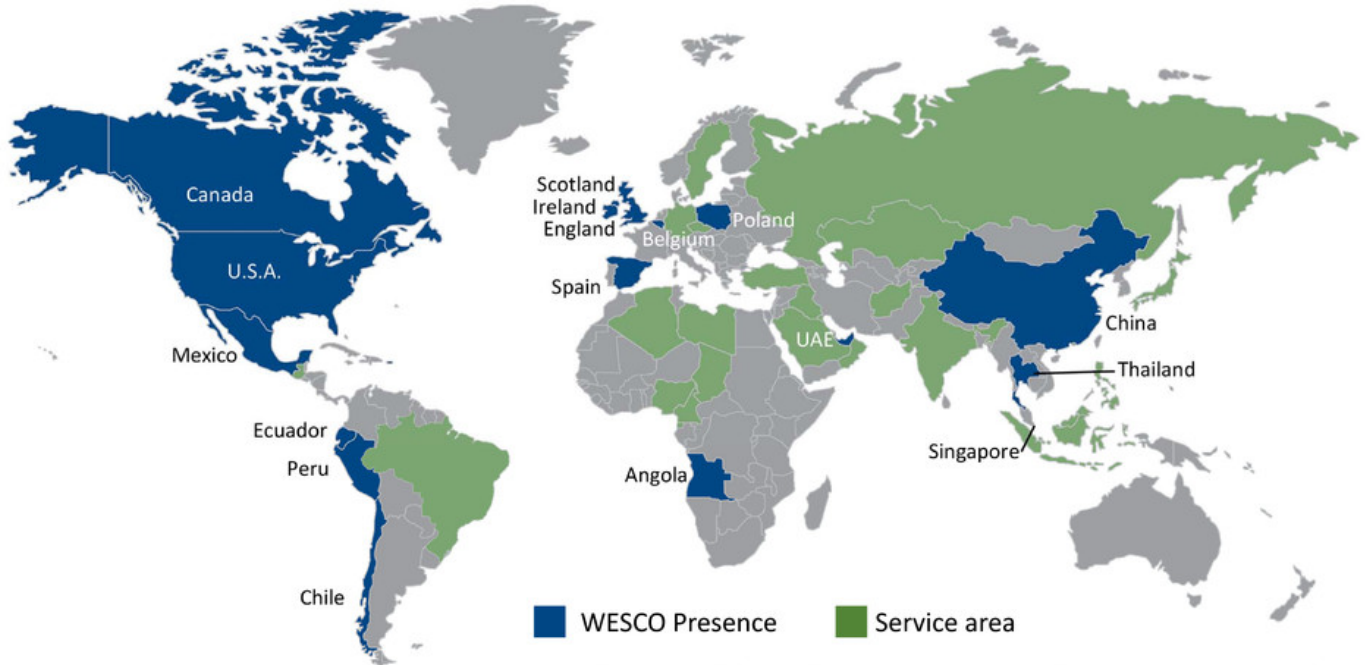 Canada
U.S.A.
Mexico
Ecuador
Peru
Chile
Scotland
Ireland
England
Poland
Belgium
Spain
UAE
Angola
China
Thailand
Singapore
WESCO Presence
Service area